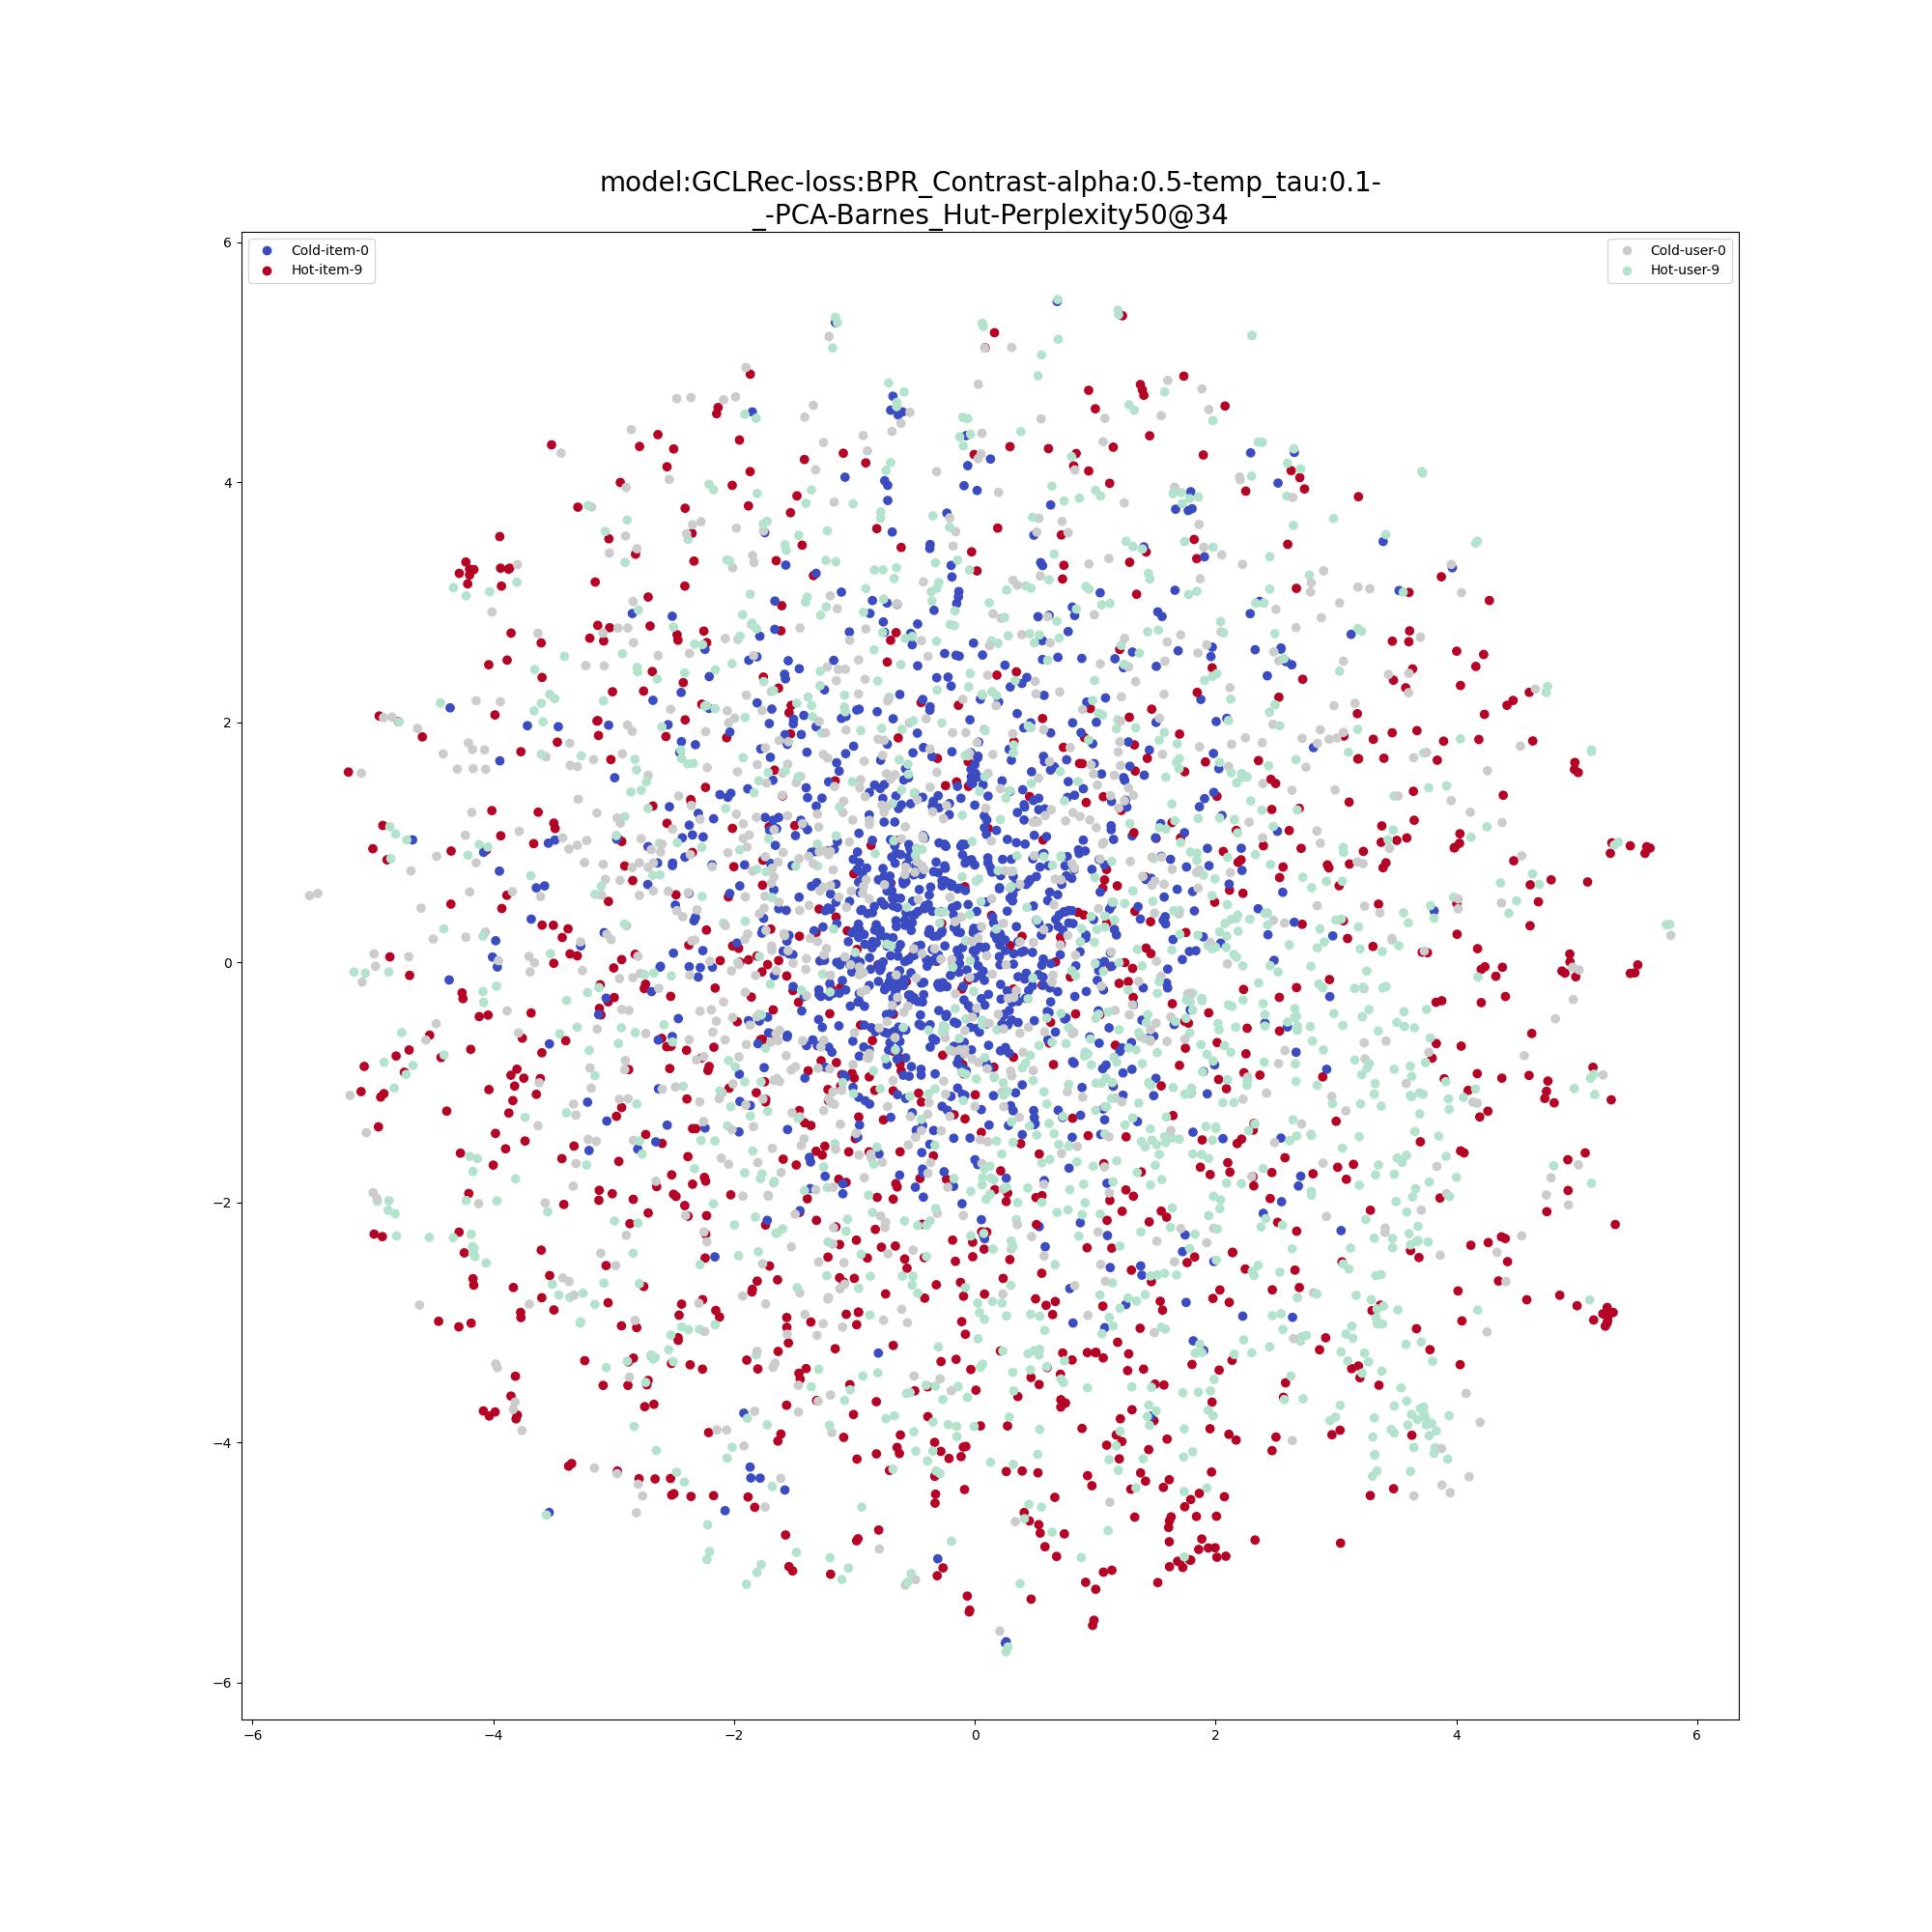 model:GCLRec-loss:BPR_Contrast-alpha:0.5-temp_tau:0.1-
_-PCA-Barnes_Hut-Perplexity50@34
Cold-item-0
Hot-item-9
Cold-user-0
Hot-user-9
6
4
2
0
−2
−4
−6
−6
−4
−2
0
2
4
6